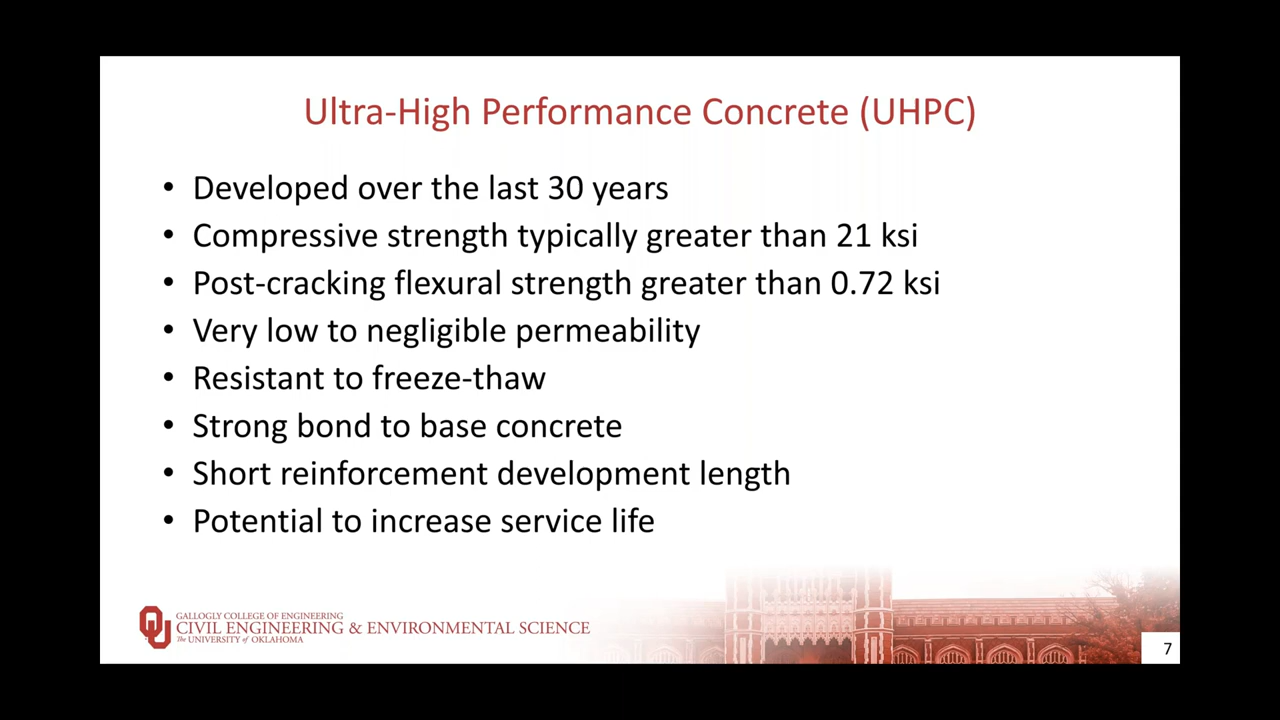 Ultra-High Performance Concrete (UHPC)
• Developed over the last 30 years
• Compressive strength typically greater than 21 ksi
• Post-cracking flexural strength greater than 0.72 ksi
• Very low to negligible permeability
• Resistant to freeze-thaw
• Strong bond to base concrete
• Short reinforcement development length
• Potential to increase service life
GALLOGLY COLLEGE OF ENGINEERING
CIVIL ENGINEERING & ENVIRONMENTAL SCIENCE
The UNIVERSITY of OKLAHOMA
7